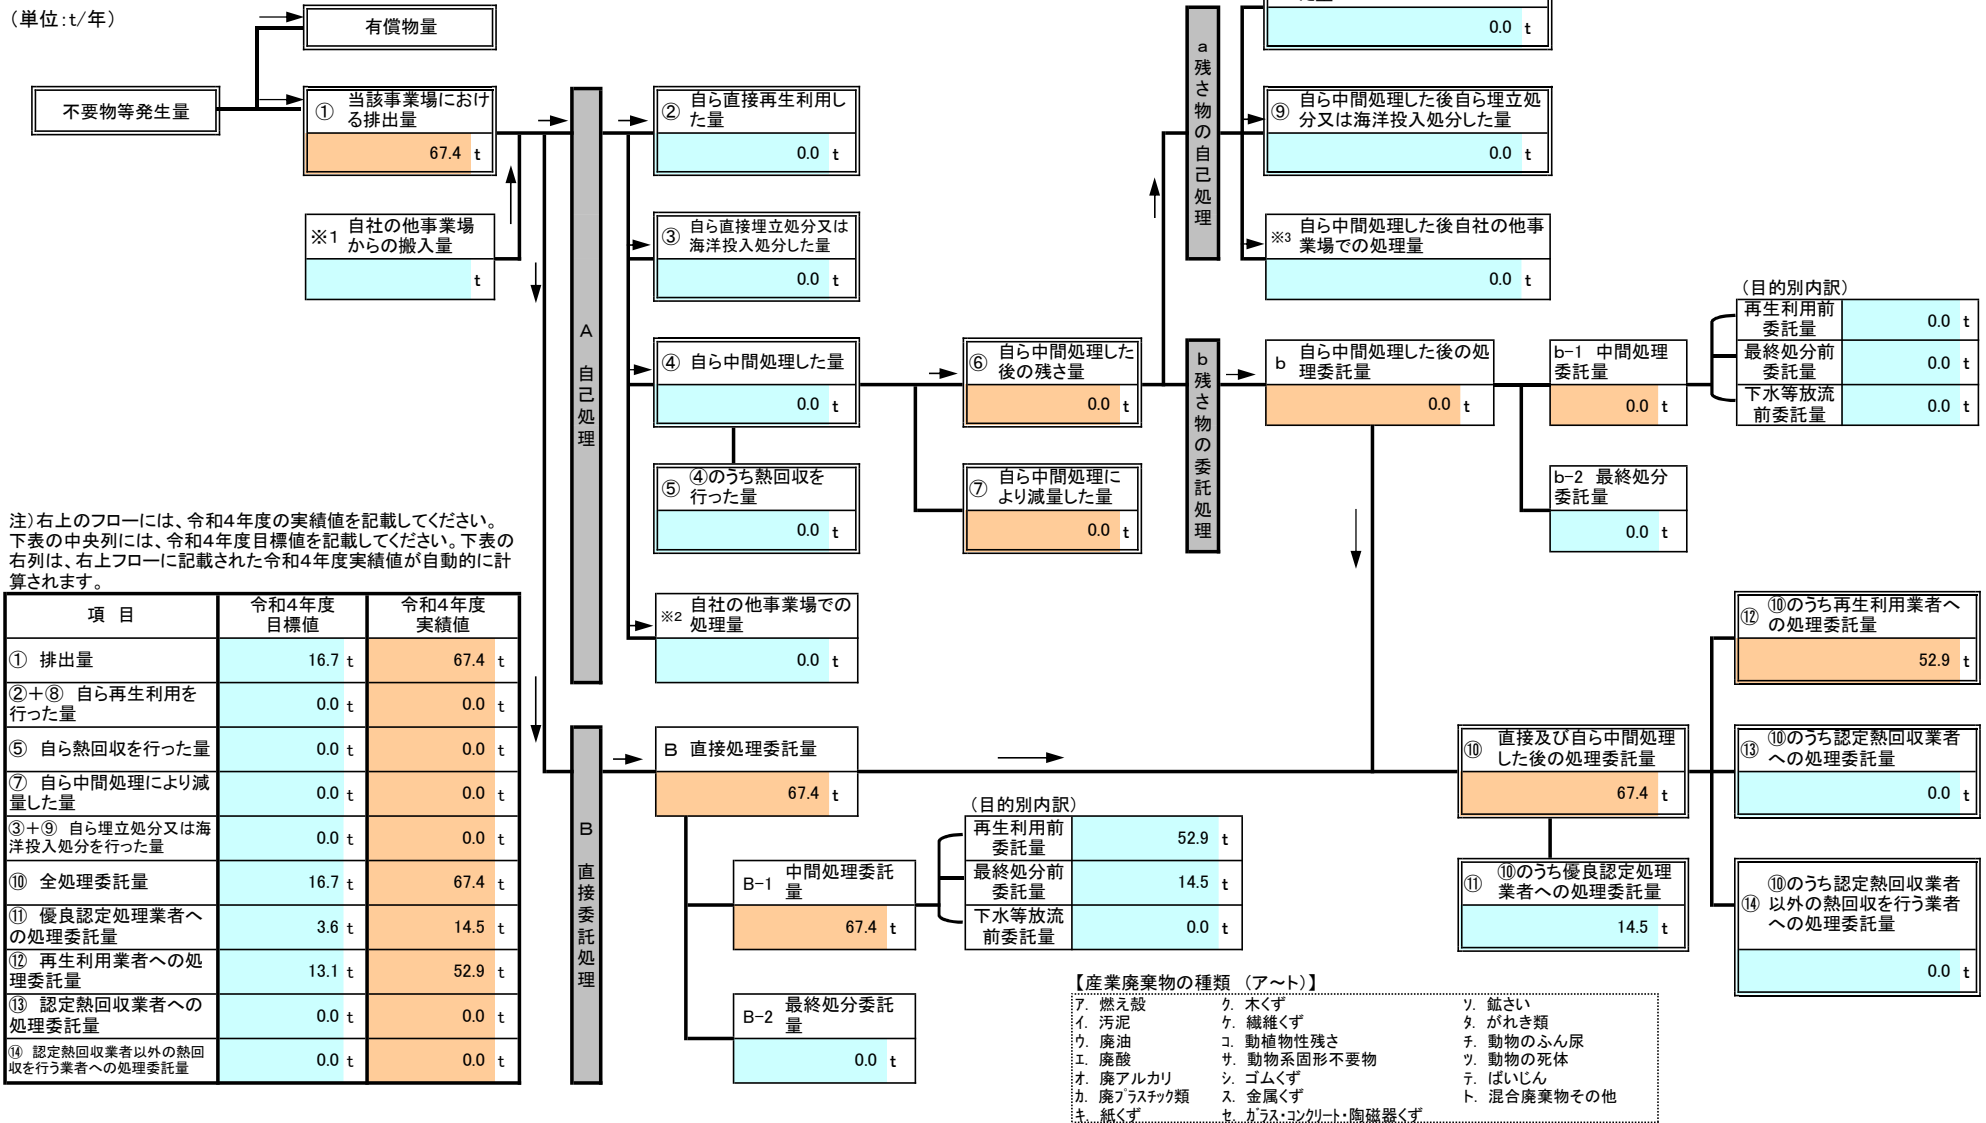 （単位：t/年）
有償物量
不要物等発生量
① 当該事業場におけ
る排出量
67.4 t
※1 自社の他事業場
からの搬入量
t
A 自己処理
② 自ら直接再生利用し
た量
0.0 t
③ 自ら直接埋立処分又は
海洋投入処分した量
0.0 t
④ 自ら中間処理した量
0.0 t
⑤ ④のうち熱回収を
行った量
0.0 t
※2 自社の他事業場での
処理量
0.0 t
⑥ 自ら中間処理した
後の残さ量
0.0 t
⑦ 自ら中間処理に
より減量した量
0.0 t
a 残さ物の自己処理
0.0 t
⑨ 自ら中間処理した後自ら埋立処
分又は海洋投入処分した量
0.0 t
※3 自ら中間処理した後自社の他事
業場での処理量
0.0 t
b 残さ物の委託処理
b 自ら中間処理した後の処
理委託量
0.0 t
b-1 中間処理
委託量
0.0 t
b-2 最終処分
委託量
0.0 t
（目的別内訳）
再生利用前
委託量
0.0 t
最終処分前
委託量
0.0 t
下水等放流
前委託量
0.0 t
注）右上のフローには、令和4年度の実績値を記載してください。
下表の中央列には、令和4年度目標値を記載してください。下表の
右列は、右上フローに記載された令和4年度実績値が自動的に計
算されます。
項 目 令和4年度 令和4年度
目標値 実績値
① 排出量 16.7 t 67.4 t
②＋⑧ 自ら再生利用を
行った量 0.0 t 0.0 t
⑤ 自ら熱回収を行った量 0.0 t 0.0 t
⑦ 自ら中間処理により減
量した量 0.0 t 0.0 t
③＋⑨ 自ら埋立処分又は海
洋投入処分を行った量 0.0 t 0.0 t
⑩ 全処理委託量 16.7 t 67.4 t
⑪ 優良認定処理業者へ
の処理委託量 3.6 t 14.5 t
⑫ 再生利用業者への処
理委託量 13.1 t 52.9 t
⑬ 認定熱回収業者への
処理委託量 0.0 t 0.0 t
⑭ 認定熱回収業者以外の熱回
収を行う業者への処理委託量 0.0 t 0.0 t
B 直接委託処理
B 直接処理委託量
67.4 t
B-1 中間処理委託
量
67.4 t
B-2 最終処分委託
量
0.0 t
（目的別内訳）
再生利用前
委託量
52.9 t
最終処分前
委託量
14.5 t
下水等放流
前委託量
0.0 t
⑩ 直接及び自ら中間処理
した後の処理委託量
67.4 t
⑪ ⑩のうち優良認定処理
業者への処理委託量
14.5 t
⑫ ⑩のうち再生利用業者へ
の処理委託量
52.9 t
⑬ ⑩のうち認定熱回収業者
への処理委託量
0.0 t
⑭ ⑩のうち認定熱回収業者
以外の熱回収を行う業者
への処理委託量
0.0 t
【産業廃棄物の種類 （ア～ト）】
ｱ. 燃え殻 ｸ. 木くず ｿ. 鉱さい
ｲ. 汚泥 ｹ. 繊維くず ﾀ. がれき類
ｳ. 廃油 ｺ. 動植物性残さ ﾁ. 動物のふん尿
ｴ. 廃酸 ｻ. 動物系固形不要物 ﾂ. 動物の死体
ｵ. 廃アルカリ ｼ. ゴムくず ﾃ. ばいじん
ｶ. 廃ﾌﾟﾗｽﾁｯｸ類 ｽ. 金属くず ﾄ. 混合廃棄物その他
ｷ. 紙くず ｾ. ｶﾞﾗｽ・ｺﾝｸﾘｰﾄ・陶磁器くず